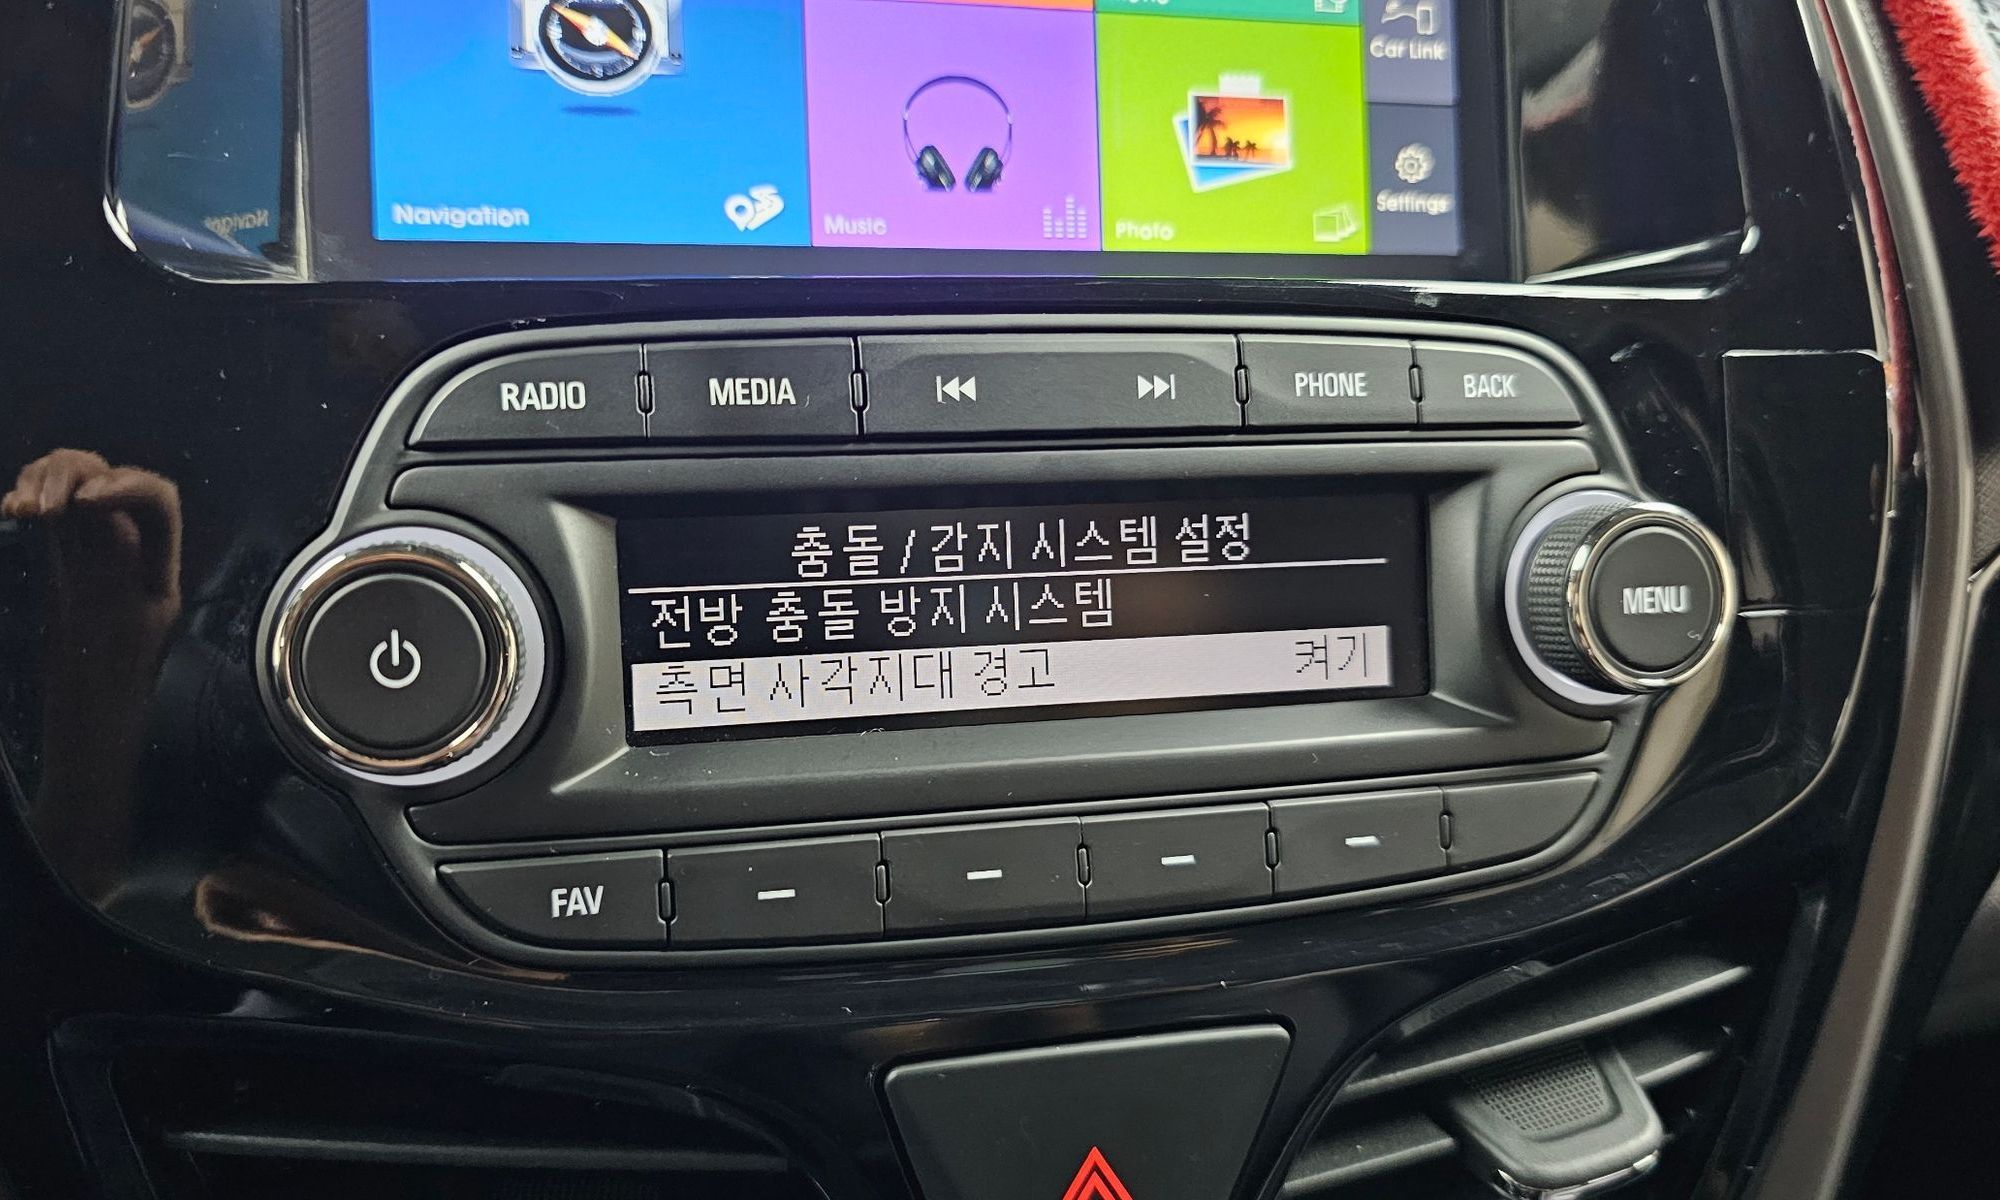 Car Link
Navigation
Music
Photo
Settings
RADIO
MEDIA
PHONE
BACK
충돌 / 감지 시스템 설정
전방 충돌 방지 시스템
측면 사각지대 경고 켜기
MENU
FAV